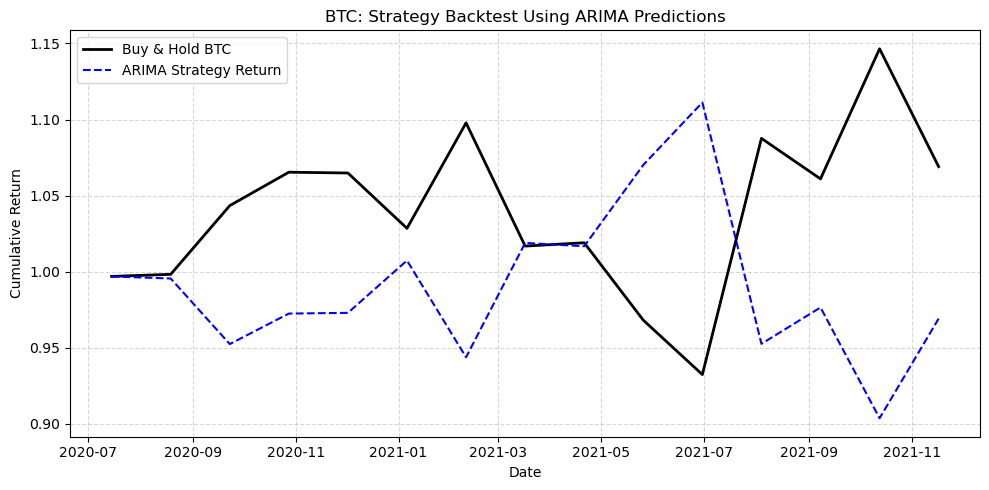 BTC: Strategy Backtest Using ARIMA Predictions
Buy & Hold BTC
ARIMA Strategy Return
Cumulative Return
1.15
1.10
1.05
1.00
0.95
0.90
2020-07 2020-09 2020-11 2021-01 2021-03 2021-05 2021-07 2021-09 2021-11
Date